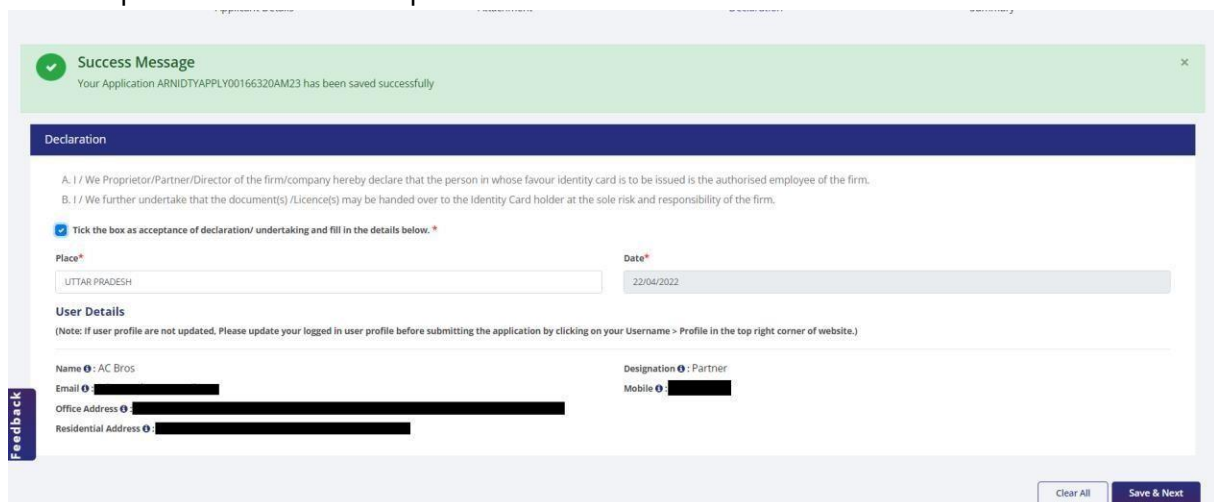 Success Message
Your Application ARNIDTYAPPLY00166320AM23 has been saved successfully
×
Declaration
A. I / We Proprietor/Partner/Director of the firm/company hereby declare that the person in whose favour identity card is to be issued is the authorised employee of the firm.
B. I / We further undertake that the document(s) /Licence(s) may be handed over to the Identity Card holder at the sole risk and responsibility of the firm.
Tick the box as acceptance of declaration/ undertaking and fill in the details below. *
Place* Date*
UTTAR PRADESH 22/04/2022
User Details
(Note: If user profile are not updated, Please update your logged in user profile before submitting the application by clicking on your Username > Profile in the top right corner of website.)
Name : AC Bros Designation : Partner
Email : Mobile :
Office Address :
Residential Address :
Feedback
Clear All Save & Next